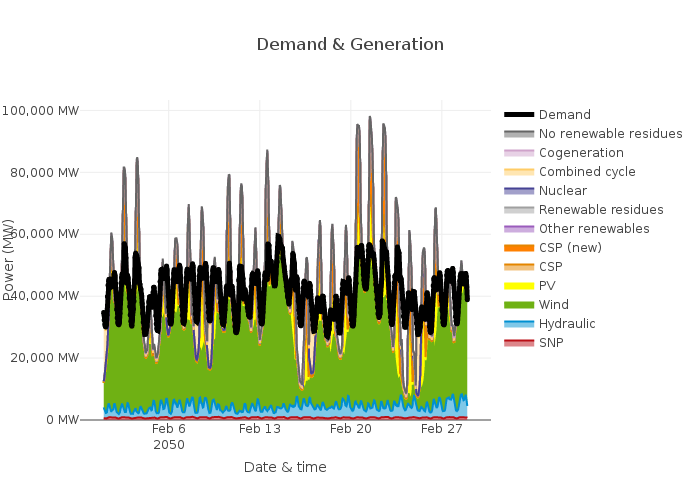 Demand & Generation
100,000 MW
80,000 MW
60,000 MW
40,000 MW
20,000 MW
0 MW
Power (MW)
Feb 6
2050
Feb 13
Feb 20
Feb 27
Date & time
Demand
No renewable residues
Cogeneration
Combined cycle
Nuclear
Renewable residues
Other renewables
CSP (new)
CSP
PV
Wind
Hydraulic
SNP